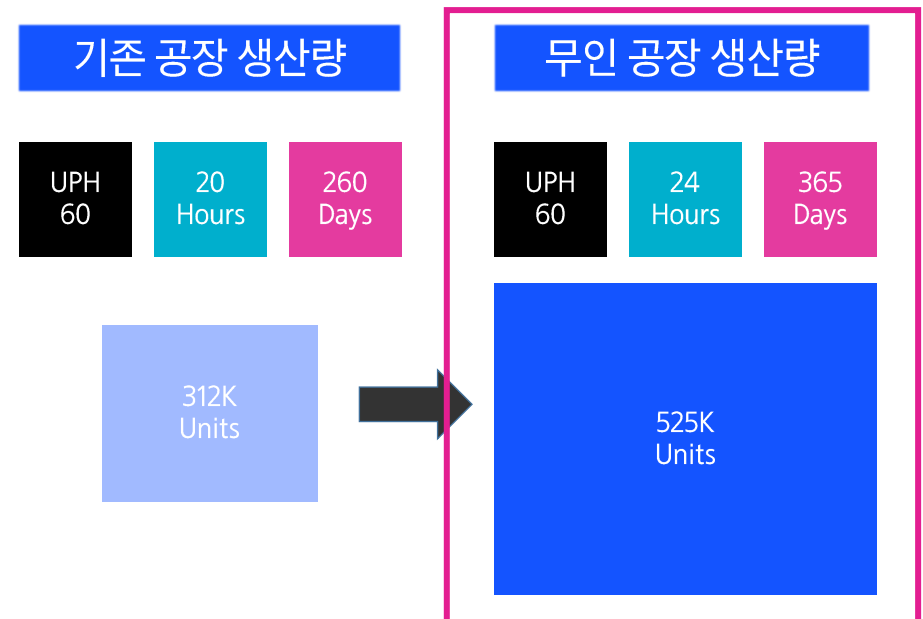 기존 공장 생산량
UPH
60
20
Hours
260
Days
312K
Units
무인 공장 생산량
UPH
60
24
Hours
365
Days
525K
Units